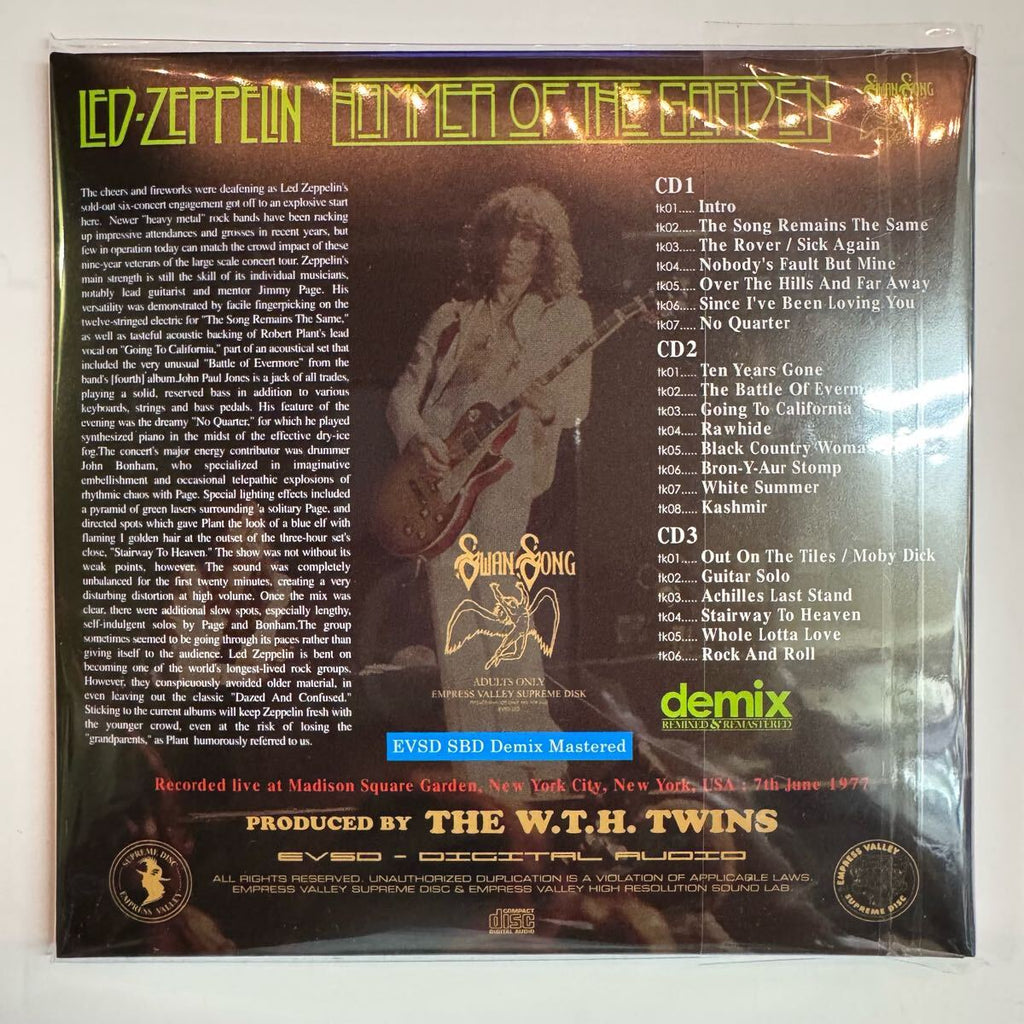 LED-ZEPPELIN HAMMER OF THE GARDEN
SWAN SONG
The cheers and fireworks were deafening as Led Zeppelin's
sold-out six-concert engagement got off to an explosive start
here. Newer "heavy metal" rock bands have been racking
up impressive attendances and grosses in recent years, but
few in operation today can match the crowd impact of these
nine-year veterans of the large scale concert tour. Zeppelin's
main strength is still the skill of its individual musicians,
notably lead guitarist and mentor Jimmy Page. His
versatility was demonstrated by facile fingerpicking on the
twelve-stringed electric for "The Song Remains The Same,"
as well as tasteful acoustic backing of Robert Plant's lead
vocal on "Going To California," part of an acoustical set that
included the very unusual "Battle of Evermore" from the
band's [fourth] album.John Paul Jones is a jack of all trades,
playing a solid, reserved bass in addition to various
keyboards, strings and bass pedals. His feature of the
evening was the dreamy "No Quarter," for which he played
synthesized piano in the midst of the effective dry-ice
fog.The concert's major energy contributor was drummer
John Bonham, who specialized in imaginative
embellishment and occasional telepathic explosions of
rhythmic chaos with Page. Special lighting effects included
a pyramid of green lasers surrounding 'a solitary Page, and
directed spots which gave Plant the look of a blue elf with
flaming I golden hair at the outset of the three-hour set's
close, "Stairway To Heaven." The show was not without its
weak points, however. The sound was completely
unbalanced for the first twenty minutes, creating a very
disturbing distortion at high volume. Once the mix was
clear, there were additional slow spots, especially lengthy,
self-indulgent solos by Page and Bonham.The group
sometimes seemed to be going through its paces rather than
giving itself to the audience. Led Zeppelin is bent on
becoming one of the world's longest-lived rock groups.
However, they conspicuously avoided older material, in
even leaving out the classic "Dazed And Confused."
Sticking to the current albums will keep Zeppelin fresh with
the younger crowd, even at the risk of losing the
"grandparents," as Plant humorously referred to us.
CD1
tk01..... Intro
tk02..... The Song Remains The Same
tk03..... The Rover / Sick Again
tk04..... Nobody's Fault But Mine
tk05..... Over The Hills And Far Away
tk06..... Since I've Been Loving You
tk07..... No Quarter
CD2
tk01..... Ten Years Gone
tk02..... The Battle Of
tk03..... Going To California
tk04..... Rawhide
tk05..... Black Country
tk06..... Bron-Y-Aur Stomp
tk07..... White Summer
tk08..... Kashmir
CD3
tk01..... Out On The Tiles / Moby Dick
tk02..... Guitar Solo
tk03..... Achilles Last Stand
tk04..... Stairway To Heaven
tk05..... Whole Lotta Love
tk06..... Rock And Roll
SWAN SONG
ADULTS ONLY
EMPRESS VALLEY SUPREME DISK
demix
REMIXED & REMASTERED
EVSD SBD Demix Mastered
Recorded live at Madison Square Garden, New York City, New York, USA : 7th June 1977
PRODUCED BY THE W.T.H. TWINS
EVSD - DIGITAL AUDIO
ALL RIGHTS RESERVED. UNAUTHORIZED DUPLICATION IS A VIOLATION OF APPLICABLE LAWS.
EMPRESS VALLEY SUPREME DISC & EMPRESS VALLEY HIGH RESOLUTION SOUND LAB.
SUPREME DISC
EMPRESS VALLEY
EMPRESS VALLEY
SUPREME DISC
COMPACT
disc
DIGITAL AUDIO